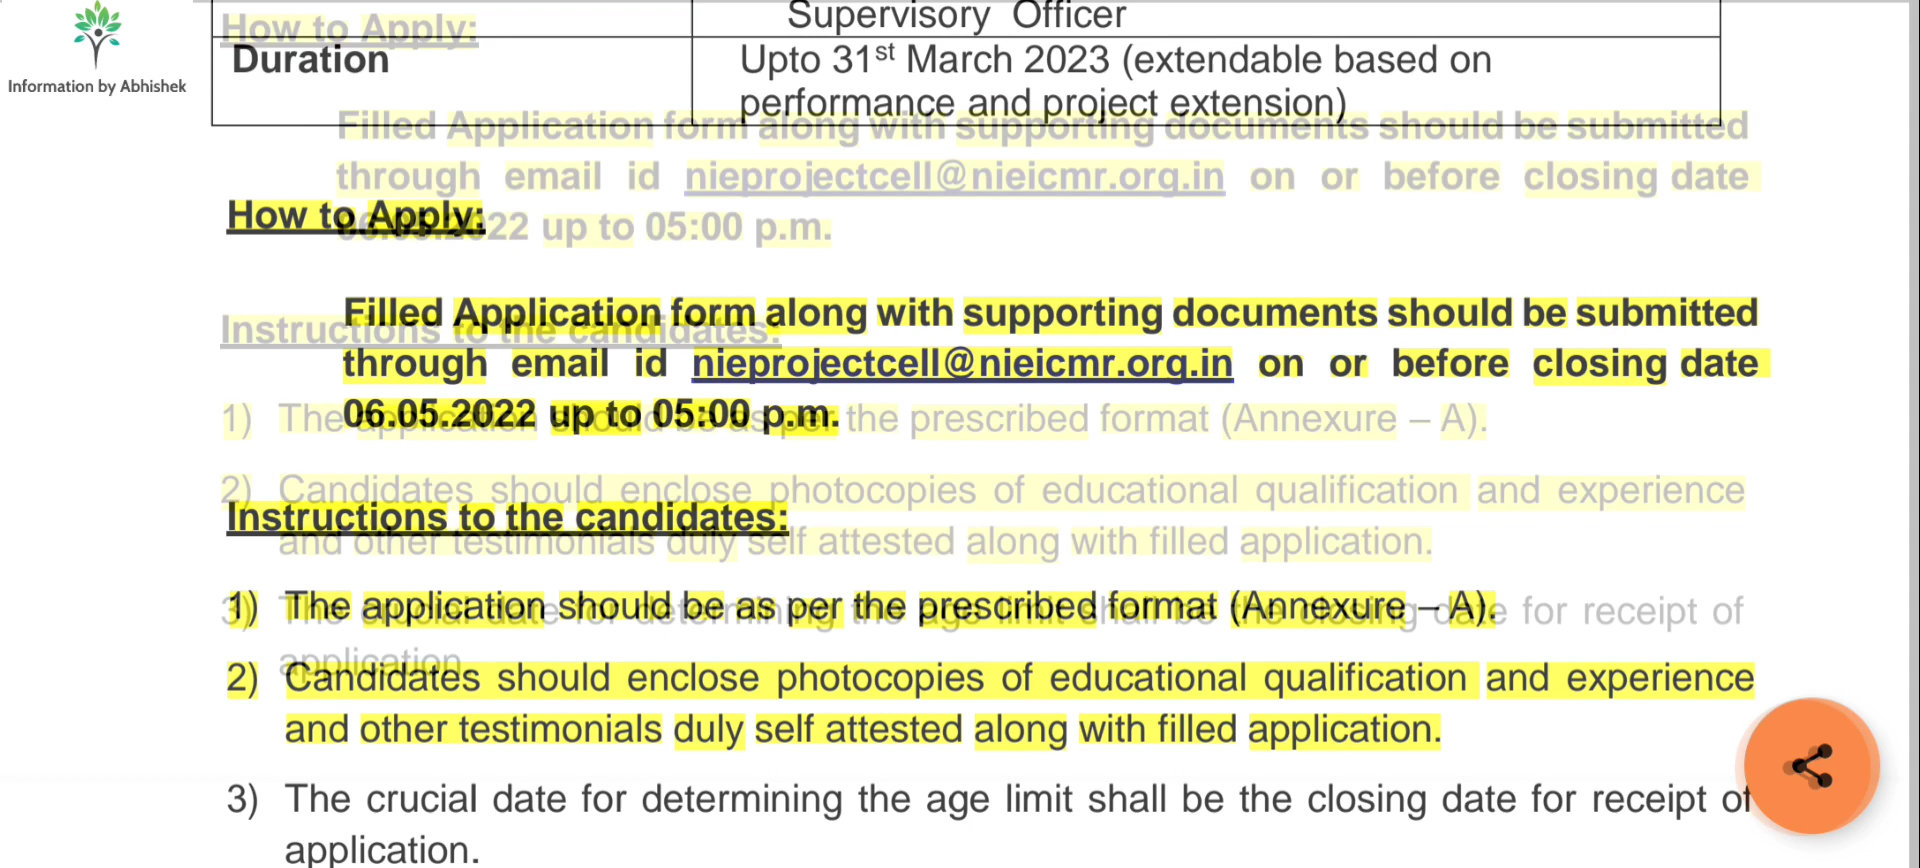 Information by Abhishek
Supervisory Officer
Duration
Upto 31st March 2023 (extendable based on
performance and project extension)
How to Apply:
Filled Application form along with supporting documents should be submitted
through email id nieprojectcell@nieicmr.org.in on or before closing date
06.05.2022 up to 05:00 p.m.
Instructions to the candidates:
1) The application should be as per the prescribed format (Annexure – A).
2) Candidates should enclose photocopies of educational qualification and experience
and other testimonials duly self attested along with filled application.
3) The crucial date for determining the age limit shall be the closing date for receipt of
application.